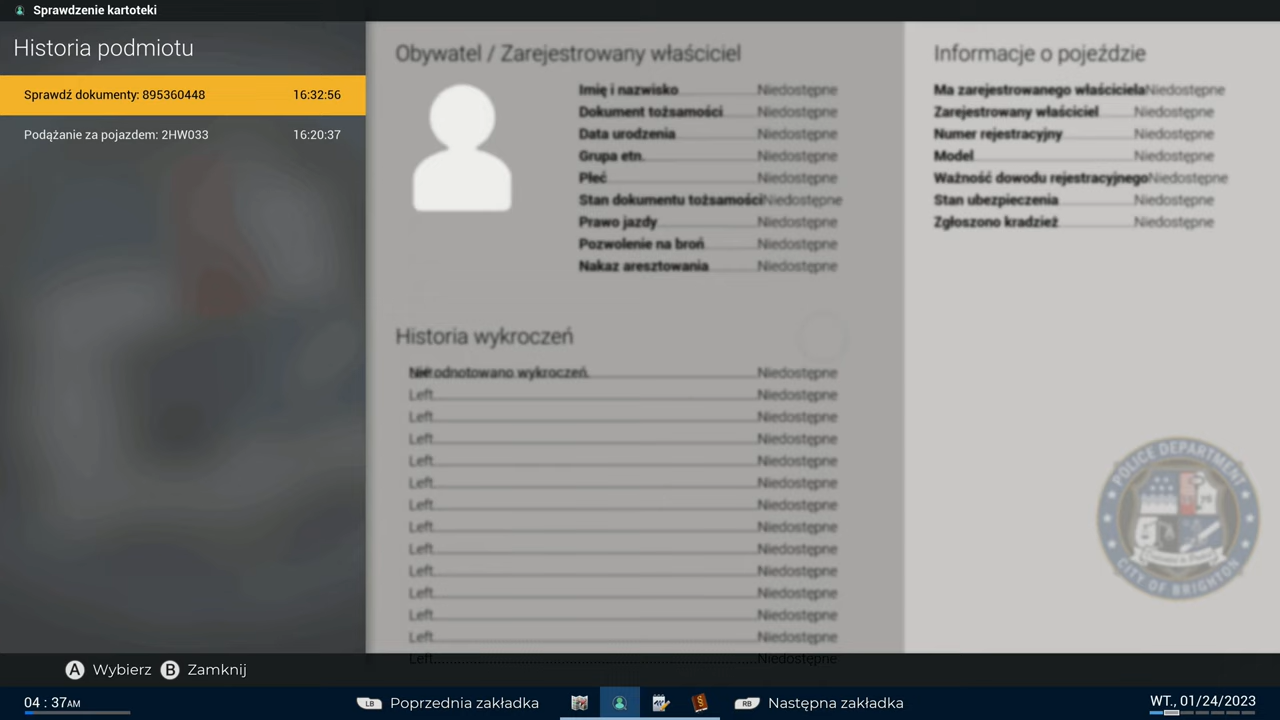 Sprawdzenie kartoteki
Historia podmiotu
Sprawdź dokumenty: 895360448 16:32:56
Podążanie za pojazdem: 2HW033 16:20:37
Obywatel / Zarejestrowany właściciel
Imię i nazwisko Niedostępne
Dokument tożsamości Niedostępne
Data urodzenia Niedostępne
Grupa etn. Niedostępne
Płeć Niedostępne
Stan dokumentu tożsamości Niedostępne
Prawo jazdy Niedostępne
Pozwolenie na broń Niedostępne
Nakaz aresztowania Niedostępne
Historia wykroczeń
odnotowano wykroczeń. Niedostępne
Left Niedostępne
Left Niedostępne
Left Niedostępne
Left Niedostępne
Left Niedostępne
Left Niedostępne
Left Niedostępne
Left Niedostępne
Left Niedostępne
Left Niedostępne
Left Niedostępne
Left Niedostępne
Left Niedostępne
Informacje o pojeździe
Ma zarejestrowanego właściciela Niedostępne
Zarejestrowany właściciel Niedostępne
Numer rejestracyjny Niedostępne
Model Niedostępne
Ważność dowodu rejestracyjnego Niedostępne
Stan ubezpieczenia Niedostępne
Zgłoszono kradzież Niedostępne
POLICE DEPARTMENT
CITY OF BRIGHTON
A Wybierz B Zamknij
04 : 37AM
LB Poprzednia zakładka
RB Następna zakładka
WT., 01/24/2023